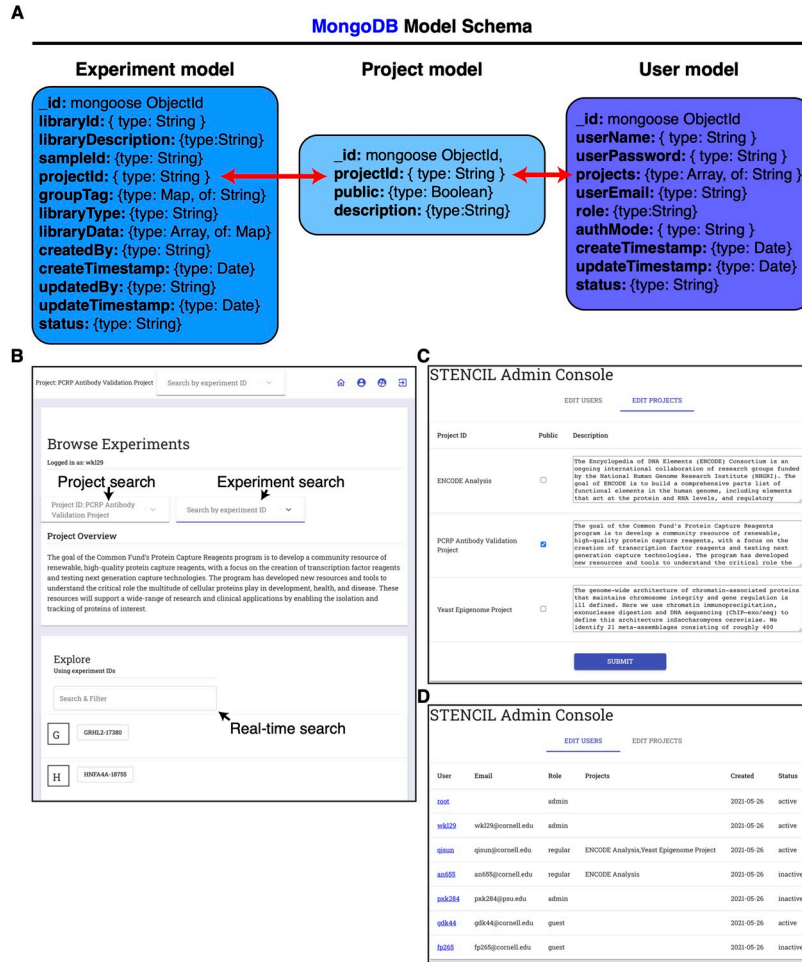 A
MongoDB Model Schema
Experiment model
_id: mongoose ObjectId
libraryId: { type: String }
libraryDescription: {type:String}
sampleId: {type: String}
projectId: { type: String }
groupTag: {type: Map, of: String}
libraryType: {type: String}
libraryData: {type: Array, of: Map}
createdBy: {type: String}
createTimestamp: {type: Date}
updatedBy: {type: String}
updateTimestamp: {type: Date}
status: {type: String}
Project model
_id: mongoose ObjectId,
projectId: { type: String }
public: {type: Boolean}
description: {type:String}
User model
_id: mongoose ObjectId
userName: { type: String }
userPassword: { type: String }
projects: {type: Array, of: String }
userEmail: {type: String}
role: {type:String}
authMode: { type: String }
createTimestamp: {type: Date}
updateTimestamp: {type: Date}
status: {type: String}
B
Project: PCRP Antibody Validation Project
Search by experiment ID
Browse Experiments
Logged in as: wkl29
Project search
Experiment search
Project ID: PCRP Antibody
Validation Project
Search by experiment ID
Project Overview
The goal of the Common Fund's Protein Capture Reagents program is to develop a community resource of
renewable, high-quality protein capture reagents, with a focus on the creation of transcription factor reagents
and testing next generation capture technologies. The program has developed new resources and tools to
understand the critical role the multitude of cellular proteins play in development, health, and disease. These
resources will support a wide-range of research and clinical applications by enabling the isolation and
tracking of proteins of interest.
Explore
Using experiment IDs
Search & Filter
Real-time search
G
GRHL2-17380
H
HNFA4A-18755
C
STENCIL Admin Console
EDIT USERS
EDIT PROJECTS
Project ID
Public
Description
ENCODE Analysis
The Encyclopedia of DNA Elements (ENCODE) Consortium is an
ongoing international collaboration of research groups funded
by the National Human Genome Research Institute (NHGRI). The
goal of ENCODE is to build a comprehensive parts list of
functional elements in the human genome, including elements
that act at the protein and RNA levels, and regulatory
PCRP Antibody Validation
Project
The goal of the Common Fund's Protein Capture Reagents
program is to develop a community resource of renewable,
high-quality protein capture reagents, with a focus on the
creation of transcription factor reagents and testing next
generation capture technologies. The program has developed
new resources and tools to understand the critical role the
Yeast Epigenome Project
The genome-wide architecture of chromatin-associated proteins
that maintains chromosome integrity and gene regulation is
ill defined. Here we use chromatin immunoprecipitation,
exonuclease digestion and DNA sequencing (ChIP-exo/seq) to
define this architecture inSaccharomyces cerevisiae. We
identify 21 meta-assemblages consisting of roughly 400
SUBMIT
D
STENCIL Admin Console
EDIT USERS
EDIT PROJECTS
User Email Role Projects Created Status
root admin 2021-05-26 active
wkl29 wkl29@cornell.edu admin 2021-05-26 active
qisun qisun@cornell.edu regular ENCODE Analysis,Yeast Epigenome Project 2021-05-26 active
an655 an655@cornell.edu regular ENCODE Analysis 2021-05-26 inactive
pxk284 pxk284@psu.edu admin 2021-05-26 inactive
gdk44 gdk44@cornell.edu guest 2021-05-26 active
fp265 fp265@cornell.edu guest 2021-05-26 inactive